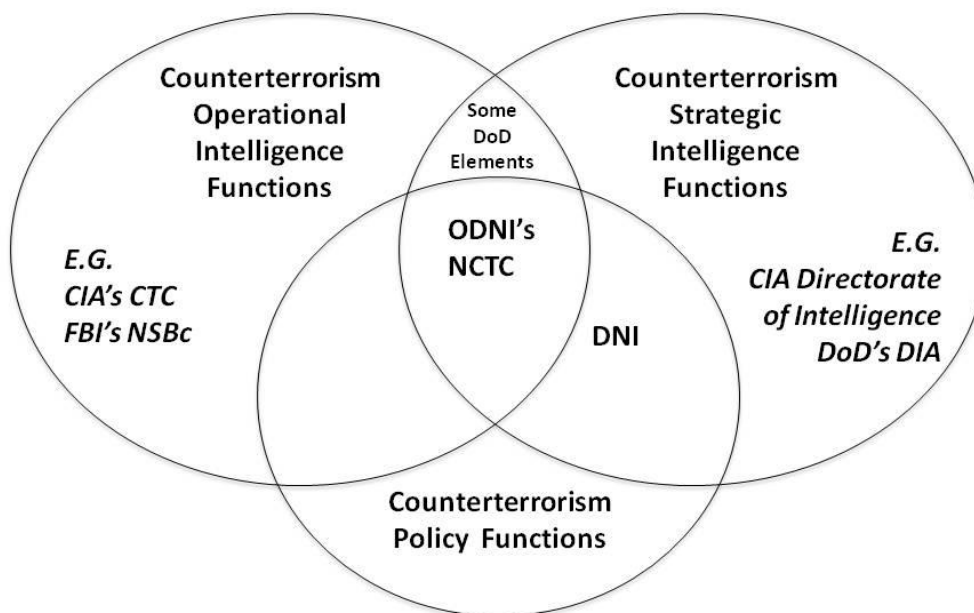 Counterterrorism
Operational
Intelligence
Functions
Some
DoD
Elements
Counterterrorism
Strategic
Intelligence
Functions
E.G.
CIA's CTC
FBI's NSBc
ODNI's
NCTC
DNI
E.G.
CIA Directorate
of Intelligence
DoD's DIA
Counterterrorism
Policy Functions